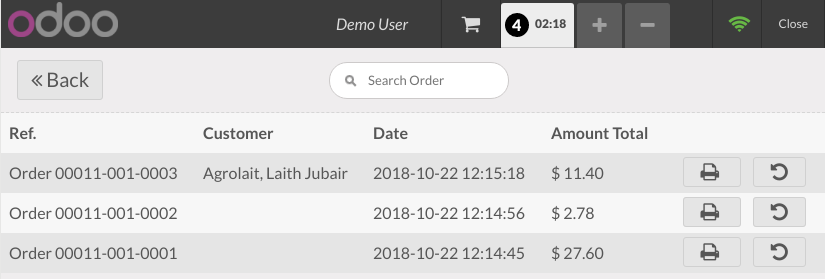 odoo Demo User 4 02:18 + − Close
« Back Search Order
Ref. Customer Date Amount Total
Order 00011-001-0003 Agrolait, Laith Jubair 2018-10-22 12:15:18 $ 11.40
Order 00011-001-0002 2018-10-22 12:14:56 $ 2.78
Order 00011-001-0001 2018-10-22 12:14:45 $ 27.60